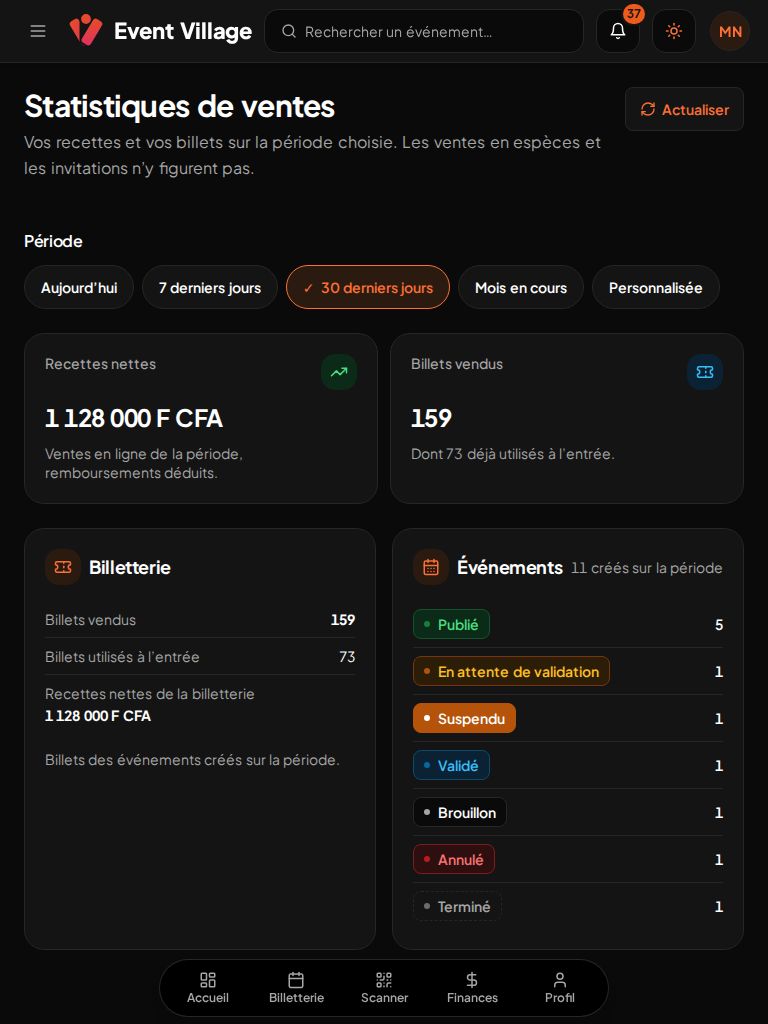 Event Village
Rechercher un événement...
37
MN
Statistiques de ventes
Actualiser
Vos recettes et vos billets sur la période choisie. Les ventes en espèces et
les invitations n'y figurent pas.
Période
Aujourd'hui
7 derniers jours
✓ 30 derniers jours
Mois en cours
Personnalisée
Recettes nettes
1 128 000 F CFA
Ventes en ligne de la période,
remboursements déduits.
Billets vendus
159
Dont 73 déjà utilisés à l'entrée.
Billetterie
Billets vendus 159
Billets utilisés à l'entrée 73
Recettes nettes de la billetterie
1 128 000 F CFA
Billets des événements créés sur la période.
Événements 11 créés sur la période
Publié 5
En attente de validation 1
Suspendu 1
Validé 1
Brouillon 1
Annulé 1
Terminé 1
Accueil
Billetterie
Scanner
Finances
Profil